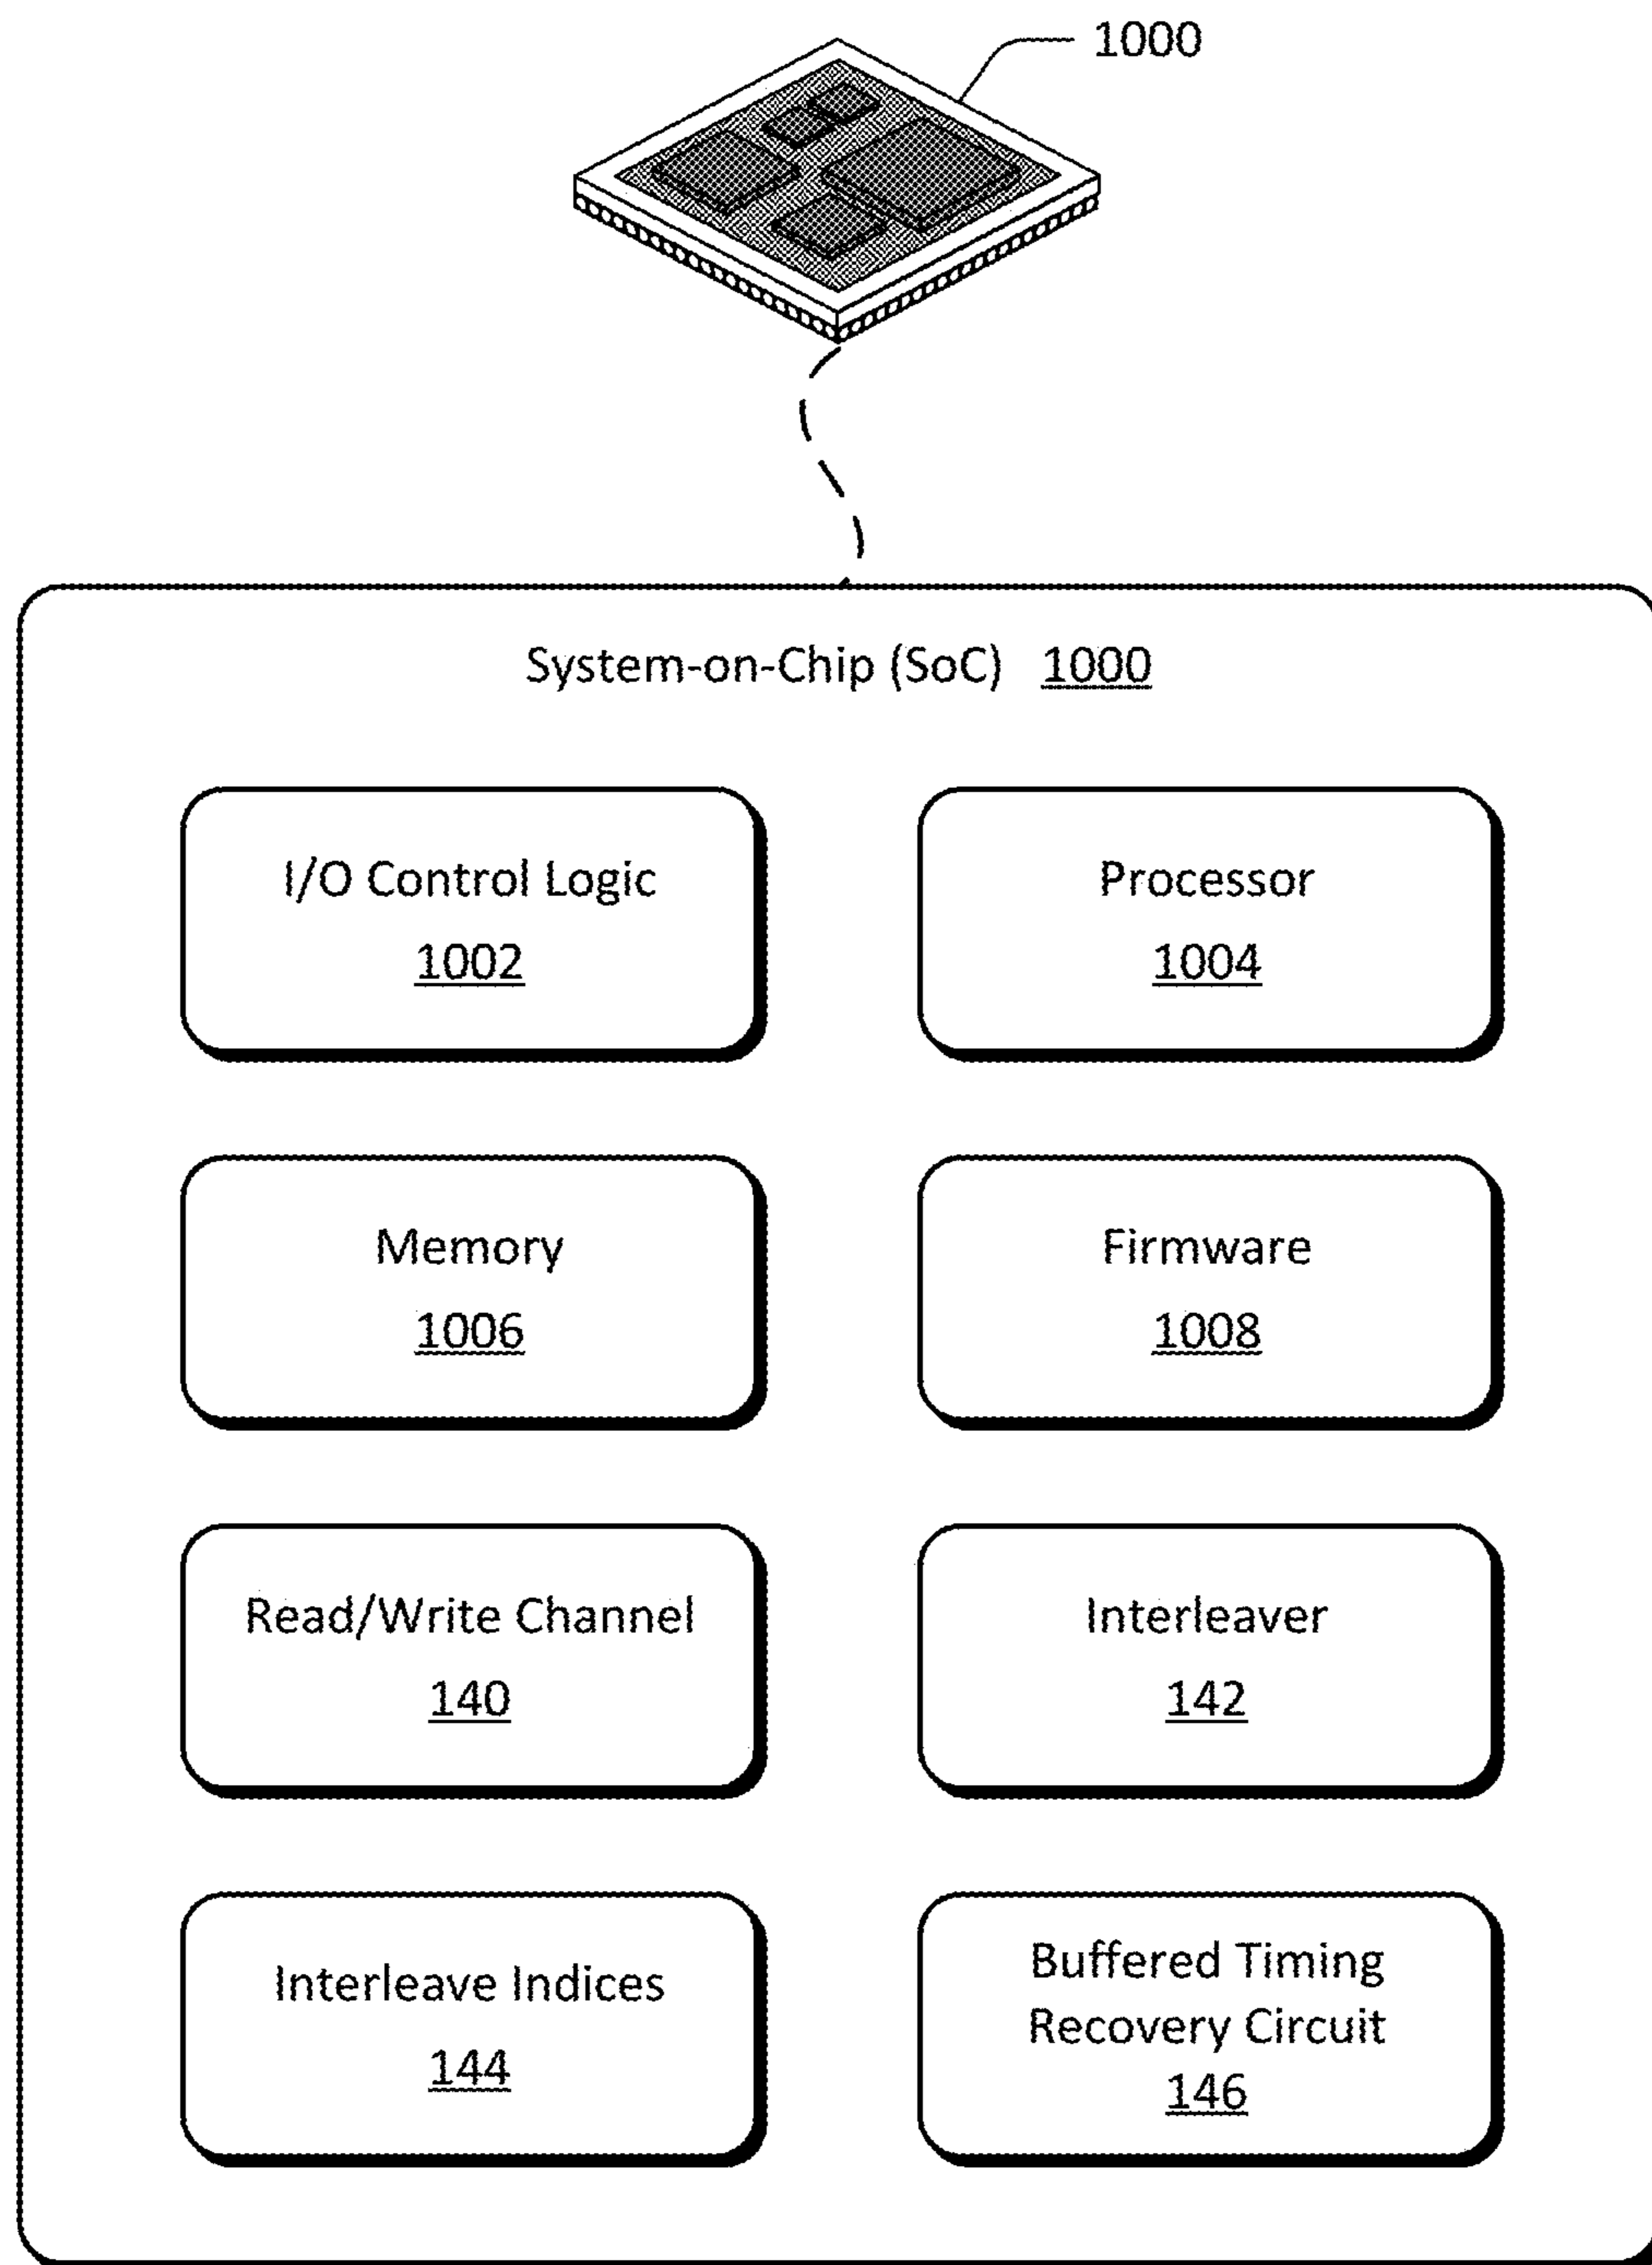 1000
System-on-Chip (SoC) 1000
I/O Control Logic
1002
Processor
1004
Memory
1006
Firmware
1008
Read/Write Channel
140
Interleaver
142
Interleave Indices
144
Buffered Timing
Recovery Circuit
146